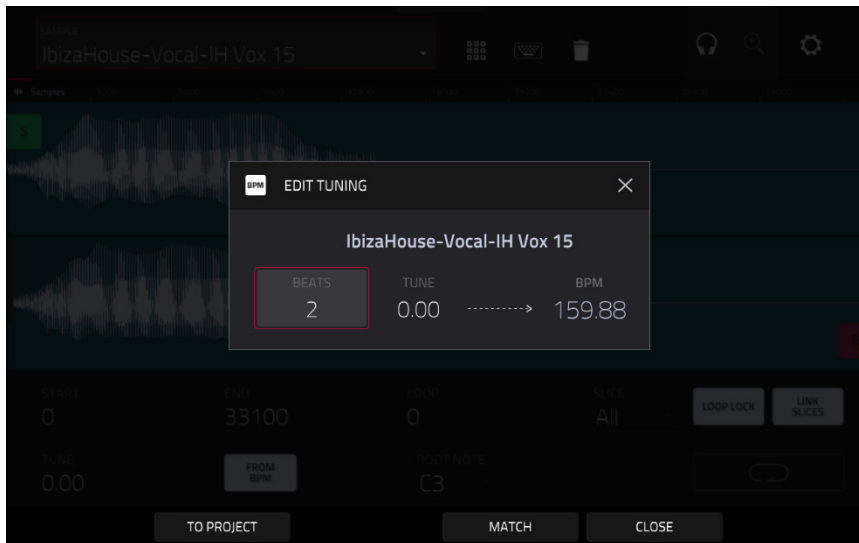 SAMPLE
IbizaHouse-Vocal-IH Vox 15
Samples
S
BPM EDIT TUNING
IbizaHouse-Vocal-IH Vox 15
BEATS TUNE BPM
2 0.00 159.88
START END LOOP SLICE
0 33100 0 All
LOOP LOCK LINK SLICES
TUNE FROM BPM ROOT NOTE
0.00 C3
TO PROJECT MATCH CLOSE